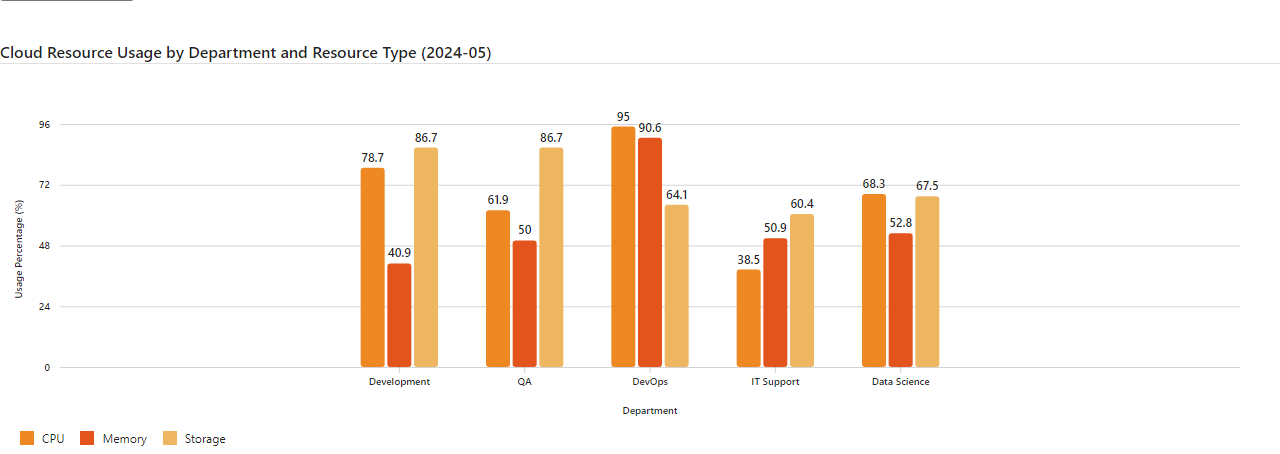 Cloud Resource Usage by Department and Resource Type (2024-05)
Usage Percentage (%)
96
72
48
24
0
78.7
40.9
86.7
61.9
50
86.7
95
90.6
64.1
38.5
50.9
60.4
68.3
52.8
67.5
Development
QA
DevOps
IT Support
Data Science
Department
CPU
Memory
Storage